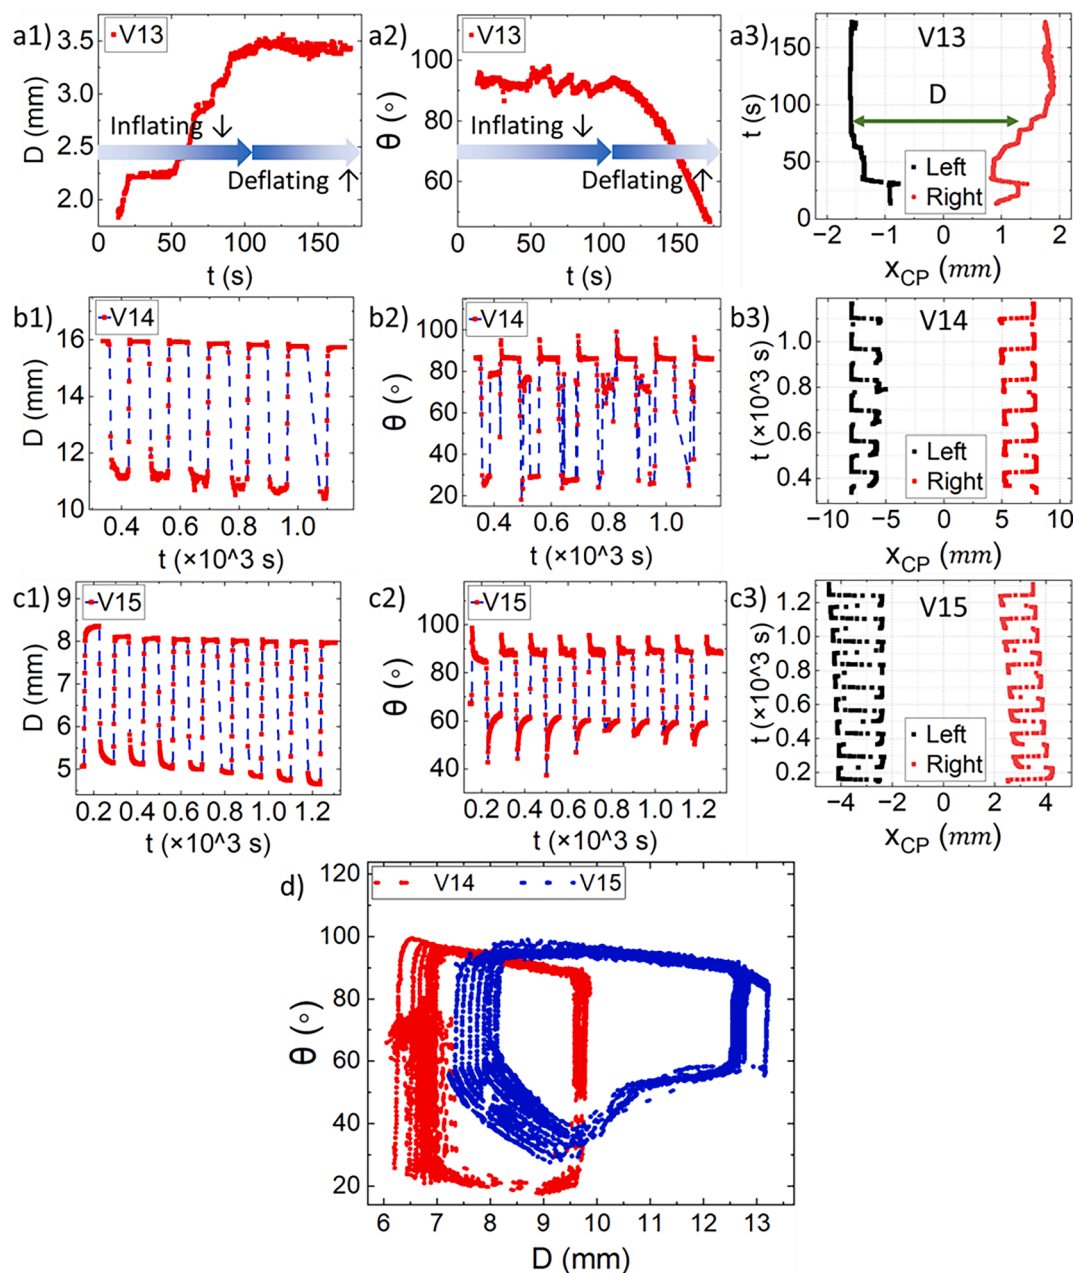 a1)
V13
3.5
3.0
2.5
2.0
D (mm)
Inflating ↓
Deflating ↑
0 50 100 150
t (s)
a2)
V13
100
80
60
θ (○)
Inflating ↓
Deflating ↑
0 50 100 150
t (s)
a3)
V13
150
100
50
0
t(s)
D
Left
Right
−2 −1 0 1 2
xCP (mm)
b1)
V14
16
14
12
11
10
D (mm)
0.4 0.6 0.8 1.0
t (×10^3 s)
b2)
V14
100
80
60
40
20
θ (○)
0.4 0.6 0.8 1.0
t (×10^3 s)
b3)
V14
1.0
0.8
0.6
0.4
t (×10^3 s)
Left
Right
−10 −5 0 5 10
xCP (mm)
c1)
V15
9
8
7
6
5
D (mm)
0.2 0.4 0.6 0.8 1.0 1.2
t (×10^3 s)
c2)
V15
100
80
60
40
θ (○)
0.2 0.4 0.6 0.8 1.0 1.2
t (×10^3 s)
c3)
V15
1.2
1.0
0.8
0.6
0.4
0.2
t (×10^3 s)
Left
Right
−4 −2 0 2 4
xCP (mm)
d)
V14 V15
120
100
80
60
40
20
θ (○)
6 7 8 9 10 11 12 13
D (mm)